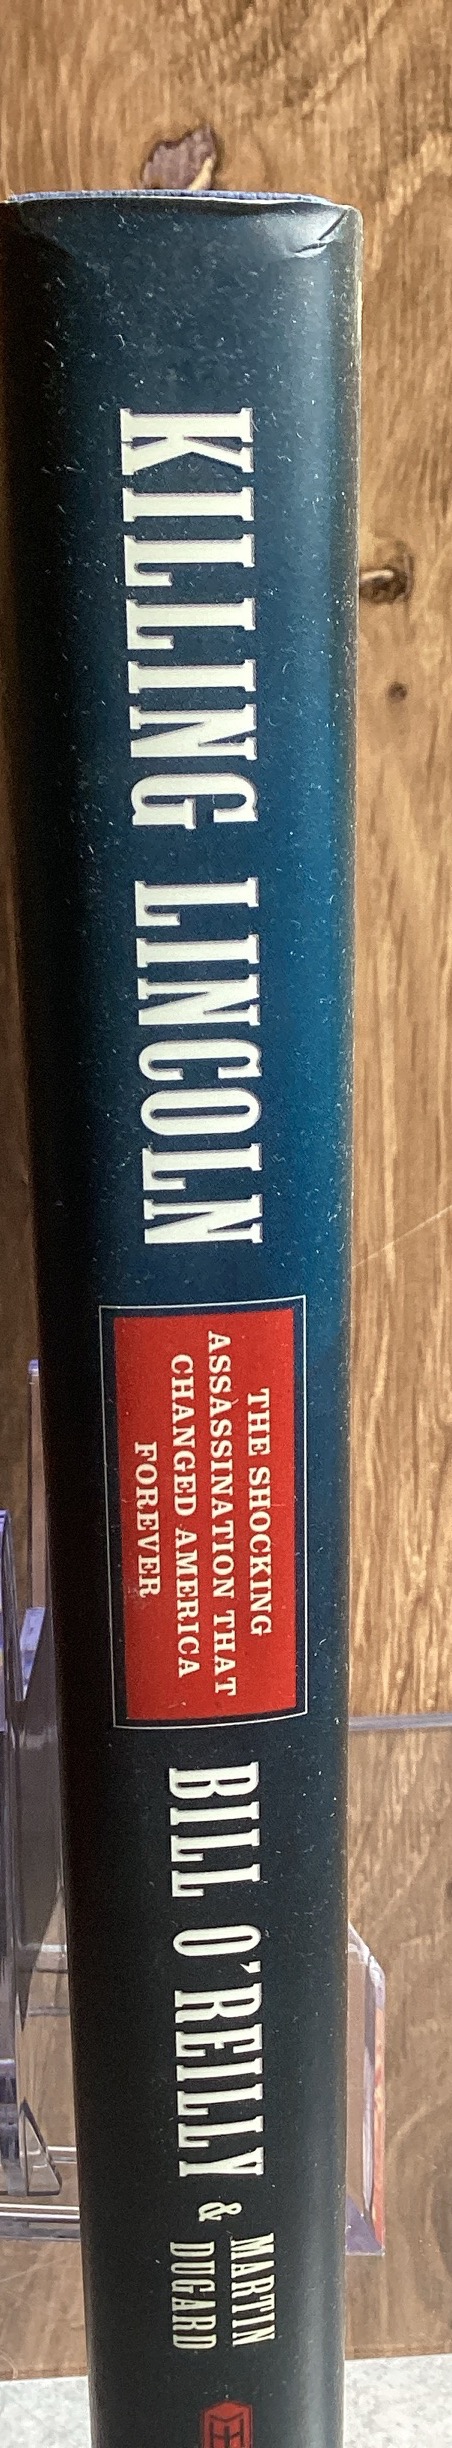 KILLING LINCOLN
THE SHOCKING
ASSASSINATION THAT
CHANGED AMERICA
FOREVER
BILL O'REILLY &
MARTIN
DUGARD